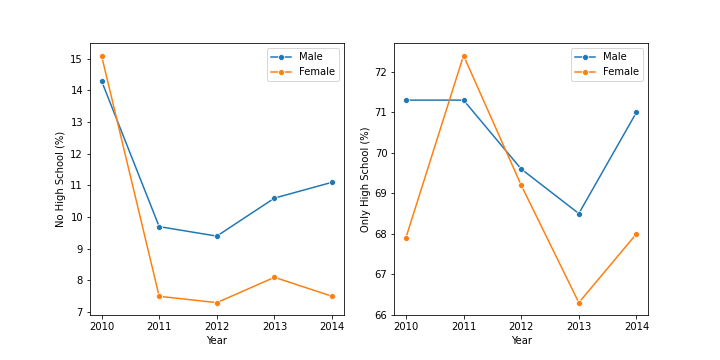 No High School (%)
15
14
13
12
11
10
9
8
7
2010 2011 2012 2013 2014
Year
Male
Female
Only High School (%)
72
71
70
69
68
67
66
2010 2011 2012 2013 2014
Year
Male
Female